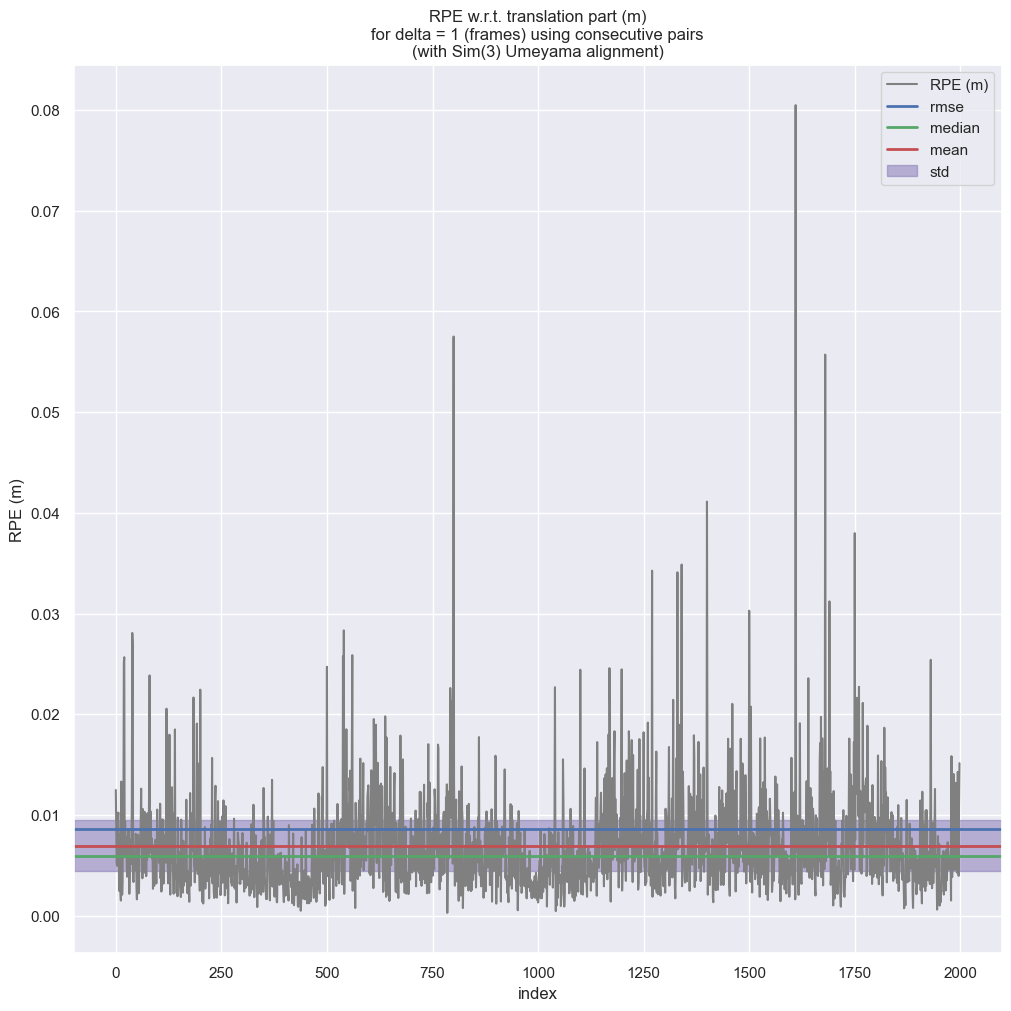 RPE w.r.t. translation part (m)
for delta = 1 (frames) using consecutive pairs
(with Sim(3) Umeyama alignment)
RPE (m)
rmse
median
mean
std
0.08
0.07
0.06
0.05
0.04
0.03
0.02
0.01
0.00
RPE (m)
0
250
500
750
1000
1250
1500
1750
2000
index